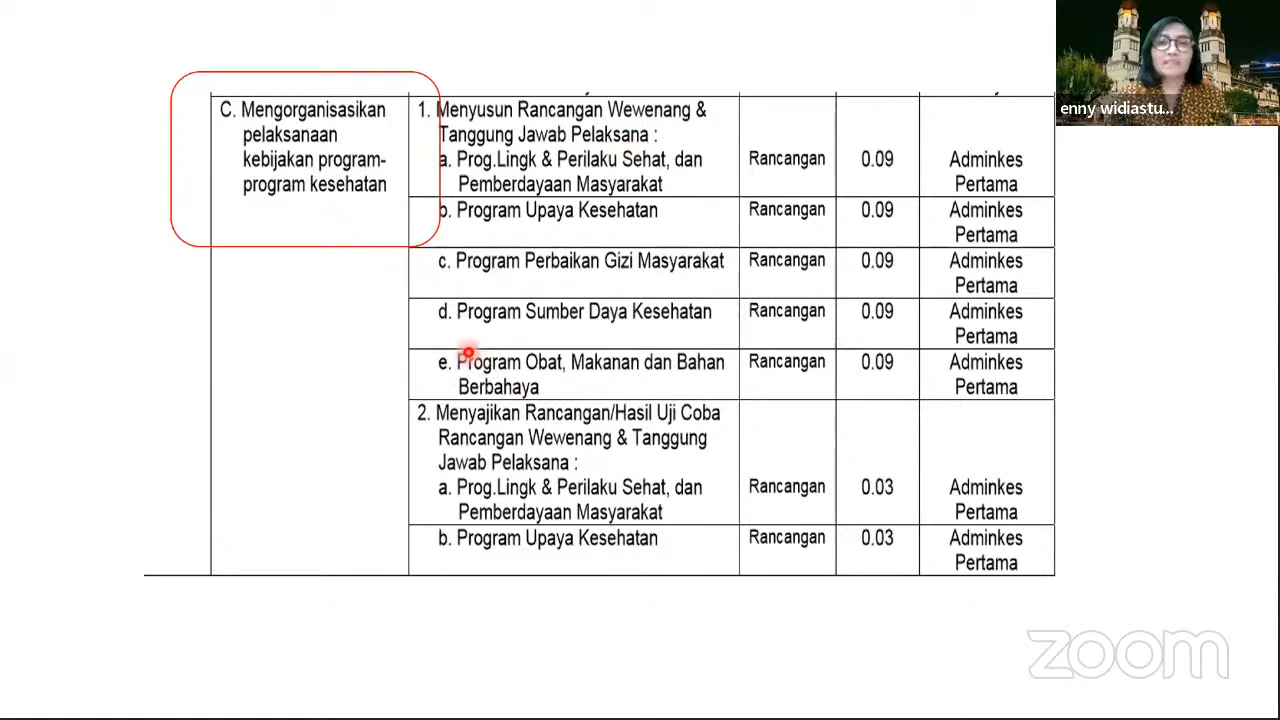 enny widiastu...
C. Mengorganisasikan
pelaksanaan
kebijakan program-
program kesehatan
1. Menyusun Rancangan Wewenang &
Tanggung Jawab Pelaksana :
a. Prog.Lingk & Perilaku Sehat, dan
Pemberdayaan Masyarakat
Rancangan
0.09
Adminkes
Pertama
b. Program Upaya Kesehatan
Rancangan
0.09
Adminkes
Pertama
c. Program Perbaikan Gizi Masyarakat
Rancangan
0.09
Adminkes
Pertama
d. Program Sumber Daya Kesehatan
Rancangan
0.09
Adminkes
Pertama
e. Program Obat, Makanan dan Bahan
Berbahaya
Rancangan
0.09
Adminkes
Pertama
2. Menyajikan Rancangan/Hasil Uji Coba
Rancangan Wewenang & Tanggung
Jawab Pelaksana :
a. Prog.Lingk & Perilaku Sehat, dan
Pemberdayaan Masyarakat
Rancangan
0.03
Adminkes
Pertama
b. Program Upaya Kesehatan
Rancangan
0.03
Adminkes
Pertama
zoom